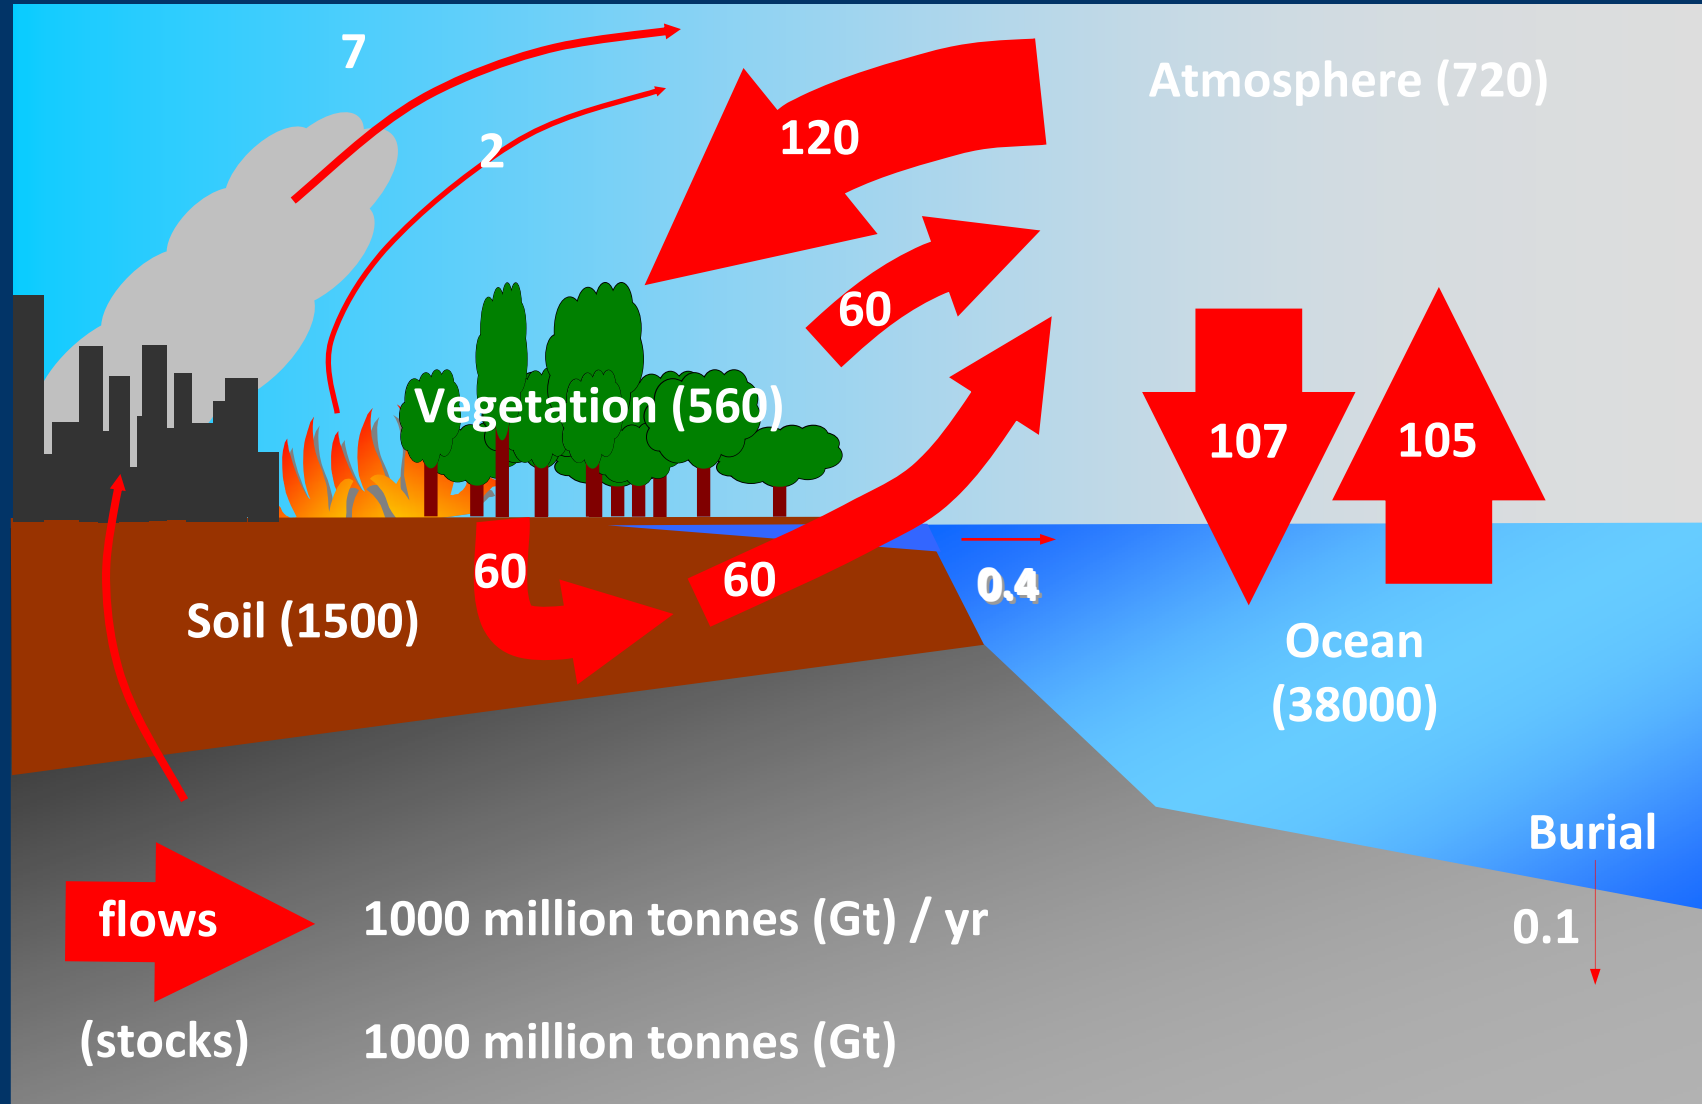 7
Atmosphere (720)
120
2
60
Vegetation (560)
107
105
60
60
0.4
Soil (1500)
Ocean
(38000)
Burial
flows
1000 million tonnes (Gt) / yr
0.1
(stocks)
1000 million tonnes (Gt)